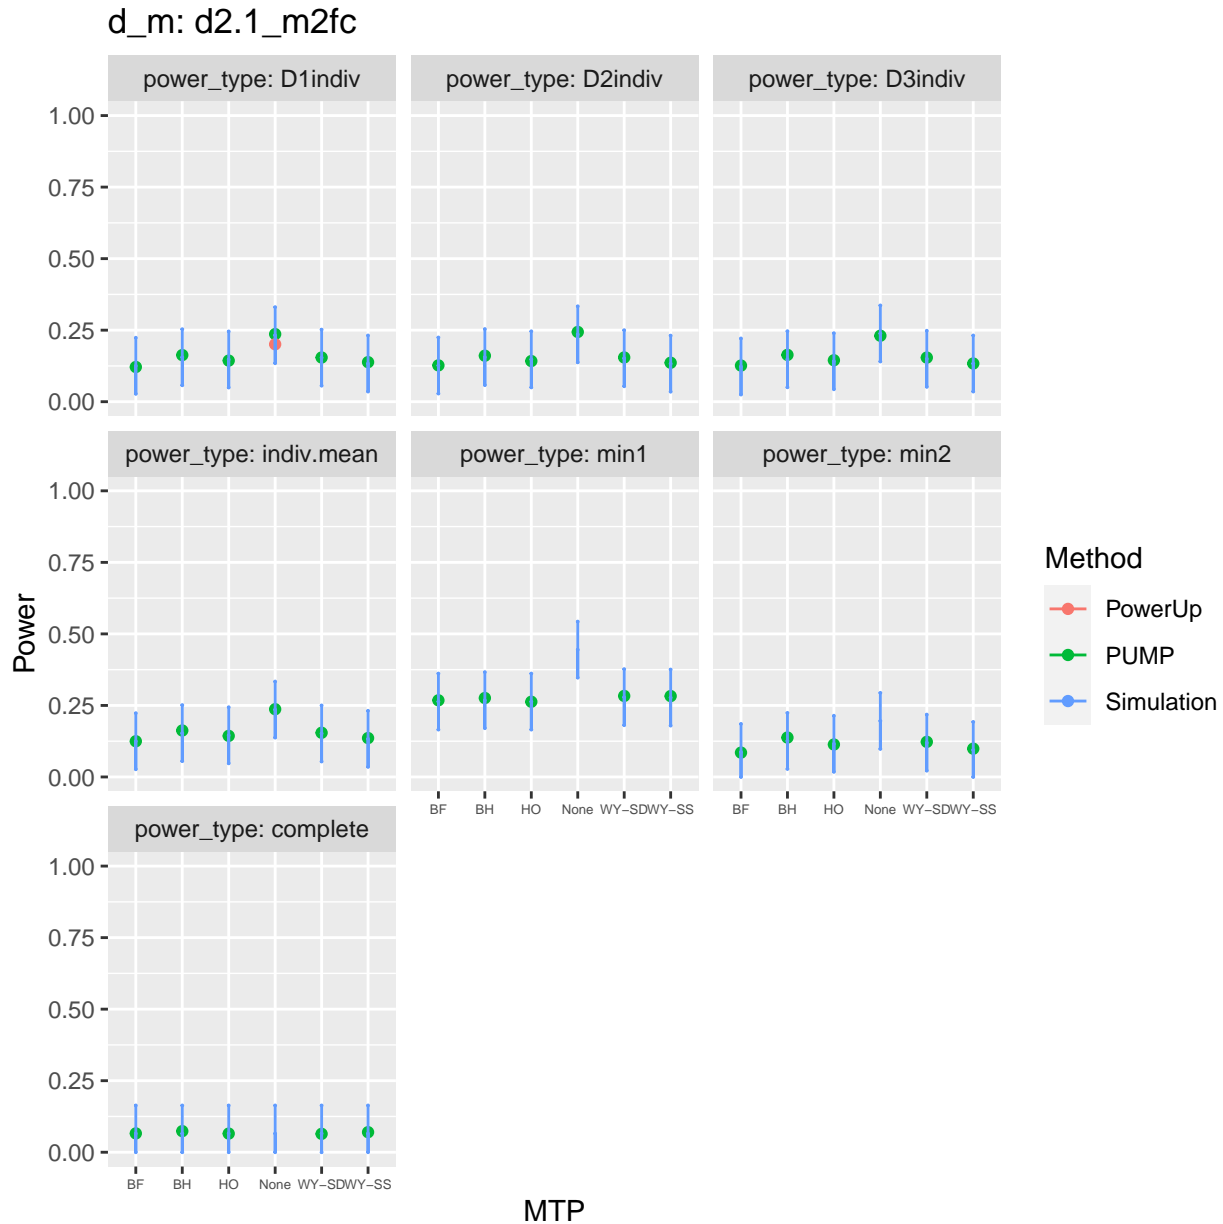 d_m: d2.1_m2fc
power_type: D1indiv
power_type: D2indiv
power_type: D3indiv
1.00
0.75
0.50
0.25
0.00
power_type: indiv.mean
power_type: min1
power_type: min2
1.00
0.75
0.50
0.25
0.00
BF BH HO None WY−SD WY−SS
BF BH HO None WY−SD WY−SS
power_type: complete
1.00
0.75
0.50
0.25
0.00
BF BH HO None WY−SD WY−SS
Power
MTP
Method
PowerUp
PUMP
Simulation